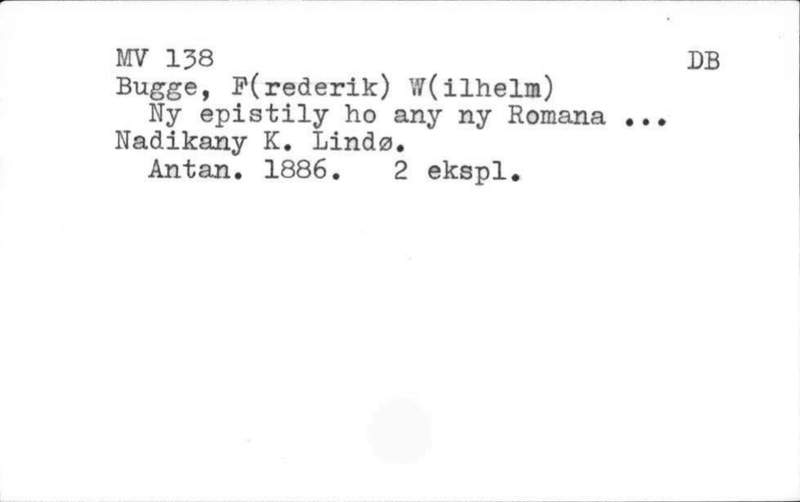 MV 138 DB
Bugge, F(rederik) W(ilhelm)
Ny epistily ho any ny Romana ...
Nadikany K. Lindø.
Antan. 1886. 2 ekspl.